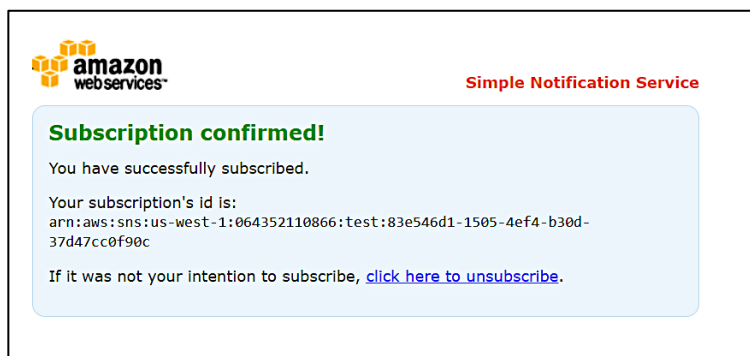 amazon
webservices™
Simple Notification Service
Subscription confirmed!
You have successfully subscribed.
Your subscription's id is:
arn:aws:sns:us-west-1:064352110866:test:83e546d1-1505-4ef4-b30d-
37d47cc0f90c
If it was not your intention to subscribe, click here to unsubscribe.